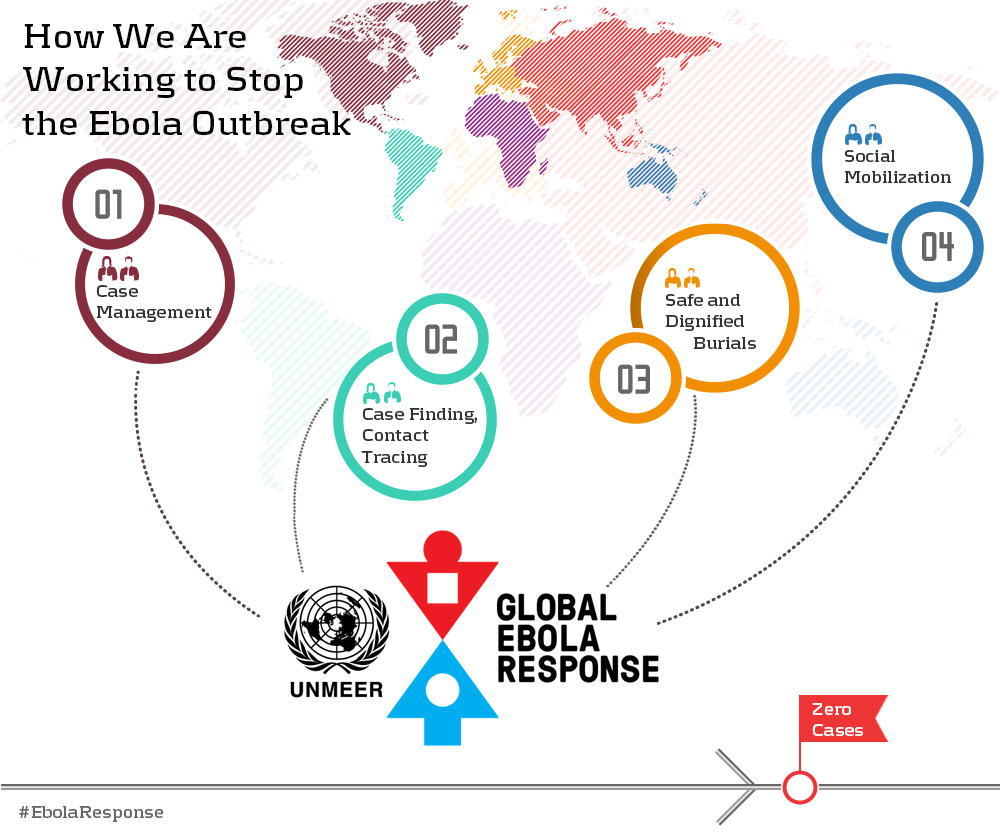 How We Are
Working to Stop
the Ebola Outbreak
01
Case
Management
02
Case Finding,
Contact
Tracing
03
Safe and
Dignified
Burials
04
Social
Mobilization
UNMEER
GLOBAL
EBOLA
RESPONSE
Zero
Cases
#EbolaResponse